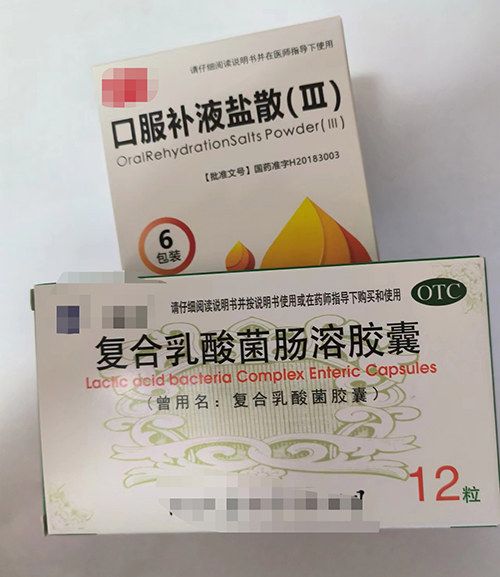 请仔细阅读说明书并在医师指导下使用
口服补液盐散(Ⅲ)
OralRehydrationSalts Powder(Ⅲ)
【批准文号】国药准字H20183003
6
包装
请仔细阅读说明书并按说明书使用或在药师指导下购买和使用
OTC
复合乳酸菌肠溶胶囊
Lactic acid bacteria Complex Enteric Capsules
（曾用名：复合乳酸菌胶囊）
12粒